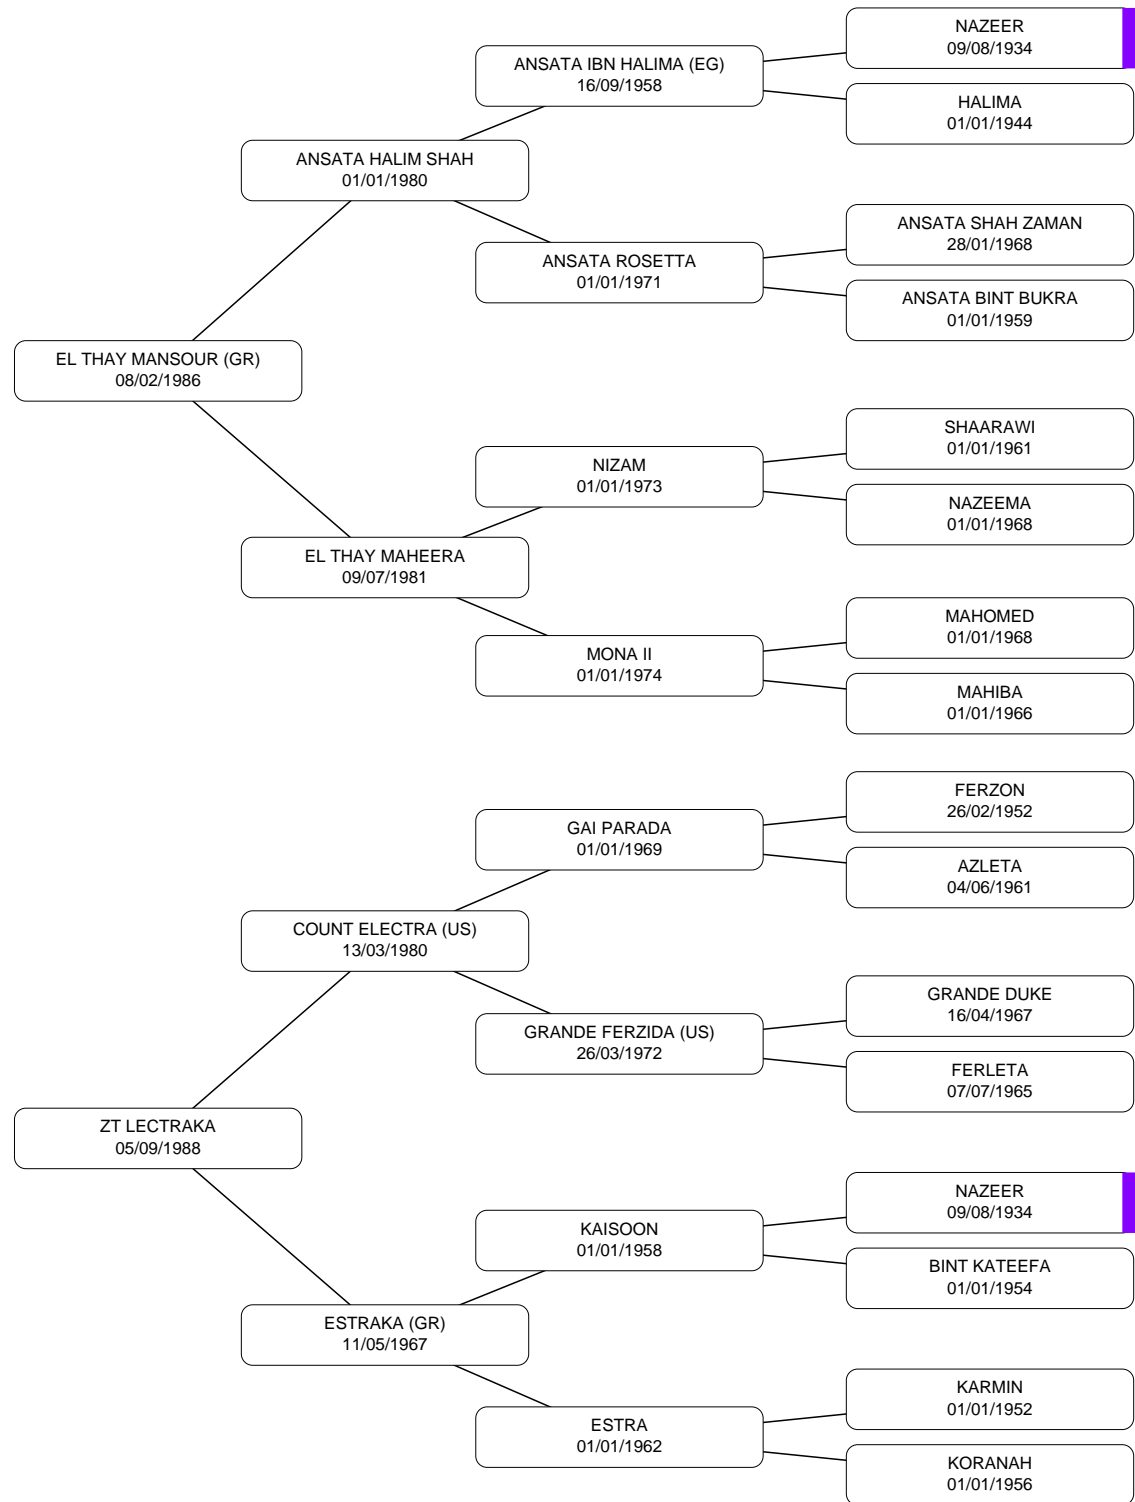 NAZEER
09/08/1934
ANSATA IBN HALIMA (EG)
16/09/1958
HALIMA
01/01/1944
ANSATA HALIM SHAH
01/01/1980
ANSATA SHAH ZAMAN
28/01/1968
ANSATA ROSETTA
01/01/1971
ANSATA BINT BUKRA
01/01/1959
EL THAY MANSOUR (GR)
08/02/1986
SHAARAWI
01/01/1961
NIZAM
01/01/1973
NAZEEMA
01/01/1968
EL THAY MAHEERA
09/07/1981
MAHOMED
01/01/1968
MONA II
01/01/1974
MAHIBA
01/01/1966
FERZON
26/02/1952
GAI PARADA
01/01/1969
AZLETA
04/06/1961
COUNT ELECTRA (US)
13/03/1980
GRANDE DUKE
16/04/1967
GRANDE FERZIDA (US)
26/03/1972
FERLETA
07/07/1965
ZT LECTRAKA
05/09/1988
NAZEER
09/08/1934
KAISOON
01/01/1958
BINT KATEEFA
01/01/1954
ESTRAKA (GR)
11/05/1967
KARMIN
01/01/1952
ESTRA
01/01/1962
KORANAH
01/01/1956